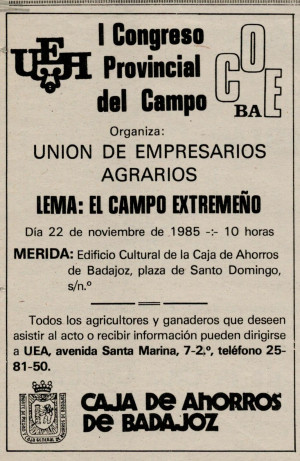 UEA
I Congreso
Provincial
del Campo
COE
BA
Organiza:
UNION DE EMPRESARIOS
AGRARIOS
LEMA: EL CAMPO EXTREMEÑO
Día 22 de noviembre de 1985 -:- 10 horas
MERIDA: Edificio Cultural de la Caja de Ahorros
de Badajoz, plaza de Santo Domingo,
s/n.º
Todos los agricultores y ganaderos que deseen
asistir al acto o recibir información pueden dirigirse
a UEA, avenida Santa Marina, 7-2.º, teléfono 25-
81-50.
CAJA DE AHORROS
DE BADAJOZ